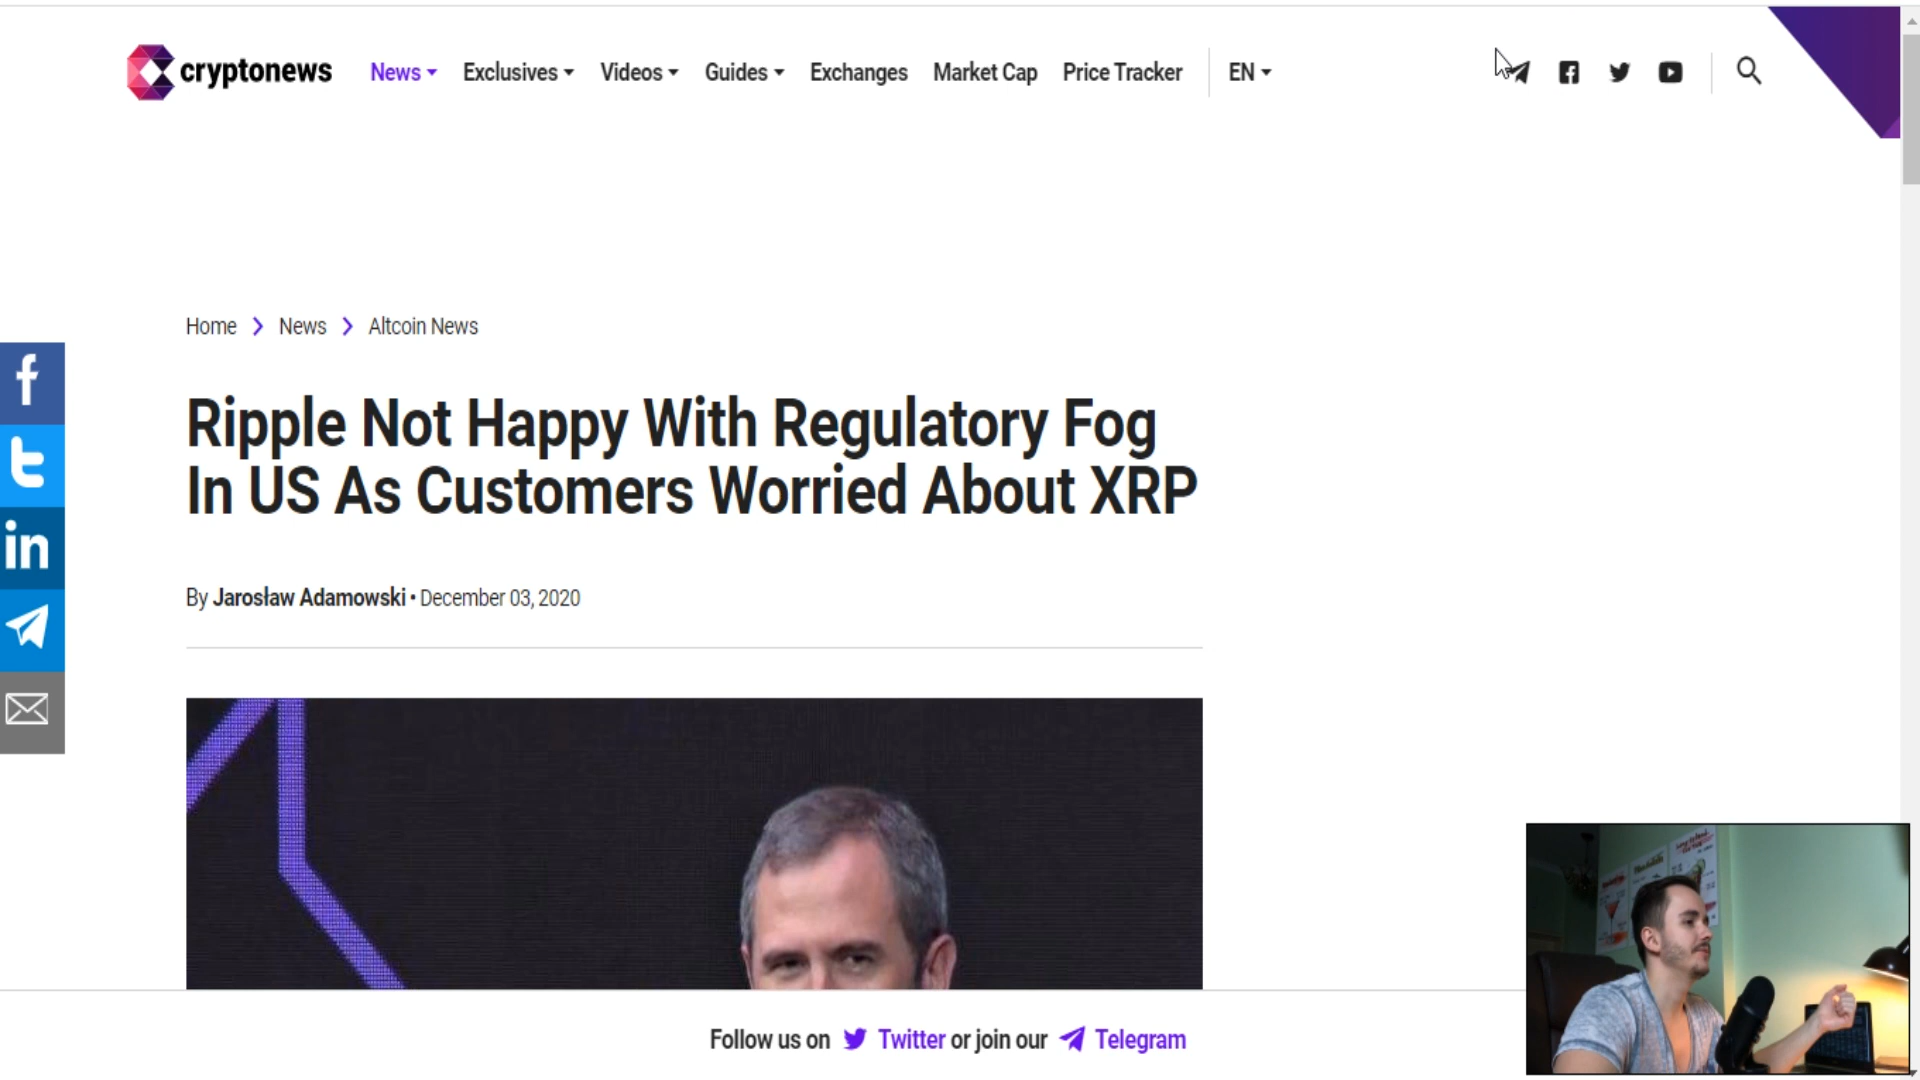 cryptonews
News
Exclusives
Videos
Guides
Exchanges
Market Cap
Price Tracker
EN
Home
News
Altcoin News
Ripple Not Happy With Regulatory Fog
In US As Customers Worried About XRP
By Jarosław Adamowski • December 03, 2020
Follow us on Twitter or join our Telegram